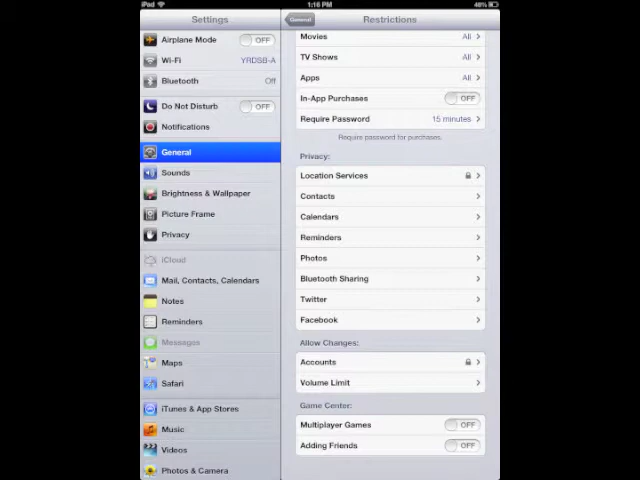 iPad 1:16 PM 46%
Settings
Airplane Mode OFF
Wi-Fi YRDSB-A
Bluetooth Off
Do Not Disturb OFF
Notifications
General
Sounds
Brightness & Wallpaper
Picture Frame
Privacy
iCloud
Mail, Contacts, Calendars
Notes
Reminders
Messages
Maps
Safari
iTunes & App Stores
Music
Videos
Photos & Camera
General Restrictions
Movies All
TV Shows All
Apps All
In-App Purchases OFF
Require Password 15 minutes
Require password for purchases.
Privacy:
Location Services
Contacts
Calendars
Reminders
Photos
Bluetooth Sharing
Twitter
Facebook
Allow Changes:
Accounts
Volume Limit
Game Center:
Multiplayer Games OFF
Adding Friends OFF